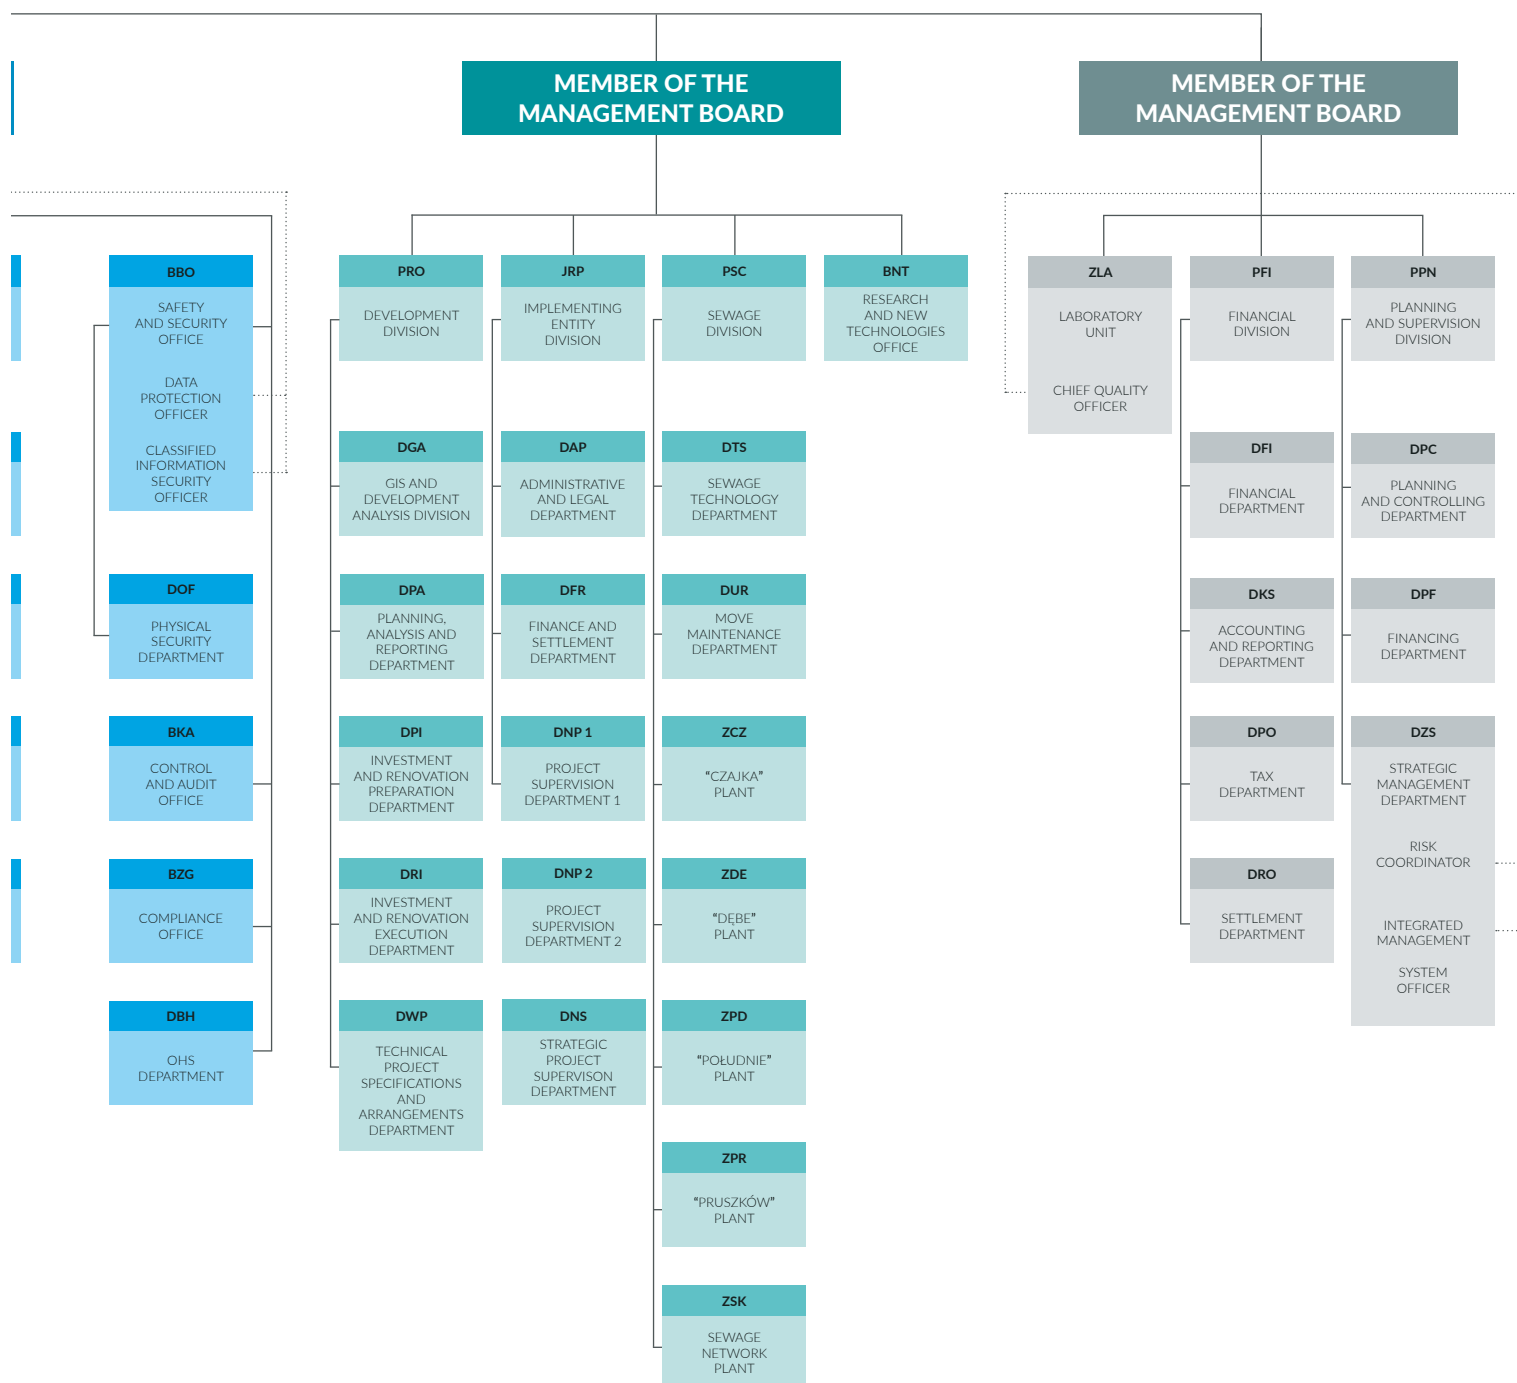 MEMBER OF THE
MANAGEMENT BOARD
MEMBER OF THE
MANAGEMENT BOARD
BBO
SAFETY
AND SECURITY
OFFICE
DATA
PROTECTION
OFFICER
CLASSIFIED
INFORMATION
SECURITY
OFFICER
DOF
PHYSICAL
SECURITY
DEPARTMENT
BKA
CONTROL
AND AUDIT
OFFICE
BZG
COMPLIANCE
OFFICE
DBH
OHS
DEPARTMENT
PRO
DEVELOPMENT
DIVISION
DGA
GIS AND
DEVELOPMENT
ANALYSIS DIVISION
DPA
PLANNING,
ANALYSIS AND
REPORTING
DEPARTMENT
DPI
INVESTMENT
AND RENOVATION
PREPARATION
DEPARTMENT
DRI
INVESTMENT
AND RENOVATION
EXECUTION
DEPARTMENT
DWP
TECHNICAL
PROJECT
SPECIFICATIONS
AND
ARRANGEMENTS
DEPARTMENT
JRP
IMPLEMENTING
ENTITY
DIVISION
DAP
ADMINISTRATIVE
AND LEGAL
DEPARTMENT
DFR
FINANCE AND
SETTLEMENT
DEPARTMENT
DNP 1
PROJECT
SUPERVISION
DEPARTMENT 1
DNP 2
PROJECT
SUPERVISION
DEPARTMENT 2
DNS
STRATEGIC
PROJECT
SUPERVISON
DEPARTMENT
PSC
SEWAGE
DIVISION
DTS
SEWAGE
TECHNOLOGY
DEPARTMENT
DUR
MOVE
MAINTENANCE
DEPARTMENT
ZCZ
"CZAJKA"
PLANT
ZDE
"DĘBE"
PLANT
ZPD
"POŁUDNIE"
PLANT
ZPR
"PRUSZKÓW"
PLANT
ZSK
SEWAGE
NETWORK
PLANT
BNT
RESEARCH
AND NEW
TECHNOLOGIES
OFFICE
ZLA
LABORATORY
UNIT
CHIEF QUALITY
OFFICER
PFI
FINANCIAL
DIVISION
DFI
FINANCIAL
DEPARTMENT
DKS
ACCOUNTING
AND REPORTING
DEPARTMENT
DPO
TAX
DEPARTMENT
DRO
SETTLEMENT
DEPARTMENT
PPN
PLANNING
AND SUPERVISION
DIVISION
DPC
PLANNING
AND CONTROLLING
DEPARTMENT
DPF
FINANCING
DEPARTMENT
DZS
STRATEGIC
MANAGEMENT
DEPARTMENT
RISK
COORDINATOR
INTEGRATED
MANAGEMENT
SYSTEM
OFFICER